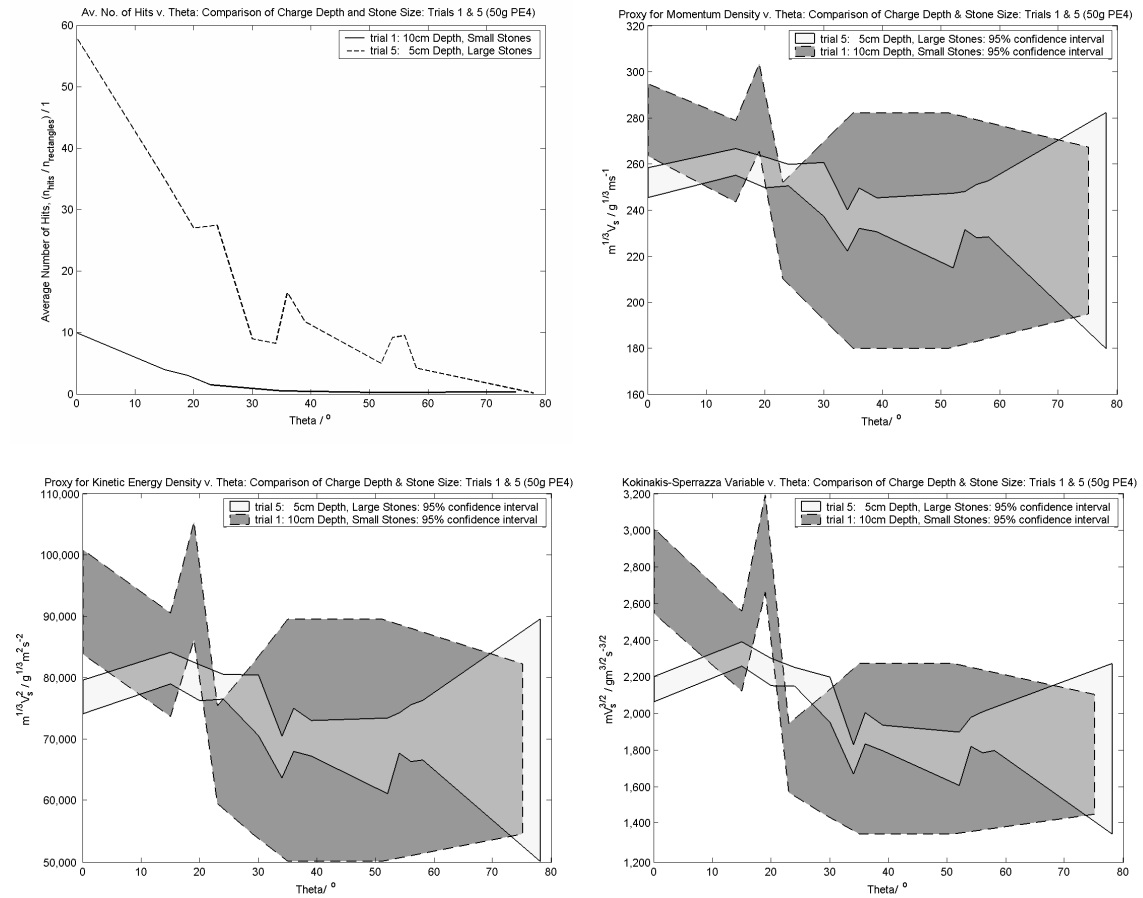 Av. No. of Hits v. Theta: Comparison of Charge Depth and Stone Size: Trials 1 & 5 (50g PE4)
60
50
40
30
20
10
0
0 10 20 30 40 50 60 70 80
Average Number of Hits, (n_hits / n_rectangles) / 1
Theta / °
trial 1: 10cm Depth, Small Stones
trial 5: 5cm Depth, Large Stones
Proxy for Momentum Density v. Theta: Comparison of Charge Depth & Stone Size: Trials 1 & 5 (50g PE4)
320
300
280
260
240
220
200
180
160
0 10 20 30 40 50 60 70 80
m^1/3V_s / g^1/3ms^-1
Theta/ °
trial 5: 5cm Depth, Large Stones: 95% confidence interval
trial 1: 10cm Depth, Small Stones: 95% confidence interval
Proxy for Kinetic Energy Density v. Theta: Comparison of Charge Depth & Stone Size: Trials 1 & 5 (50g PE4)
110,000
100,000
90,000
80,000
70,000
60,000
50,000
0 10 20 30 40 50 60 70 80
m^1/3V_s^2 / g^1/3m^2s^-2
Theta/ °
trial 5: 5cm Depth, Large Stones: 95% confidence interval
trial 1: 10cm Depth, Small Stones: 95% confidence interval
Kokinakis-Sperrazza Variable v. Theta: Comparison of Charge Depth & Stone Size: Trials 1 & 5 (50g PE4)
3,200
3,000
2,800
2,600
2,400
2,200
2,000
1,800
1,600
1,400
1,200
0 10 20 30 40 50 60 70 80
mV_s^3/2 / gm^3/2s^-3/2
Theta/ °
trial 5: 5cm Depth, Large Stones: 95% confidence interval
trial 1: 10cm Depth, Small Stones: 95% confidence interval